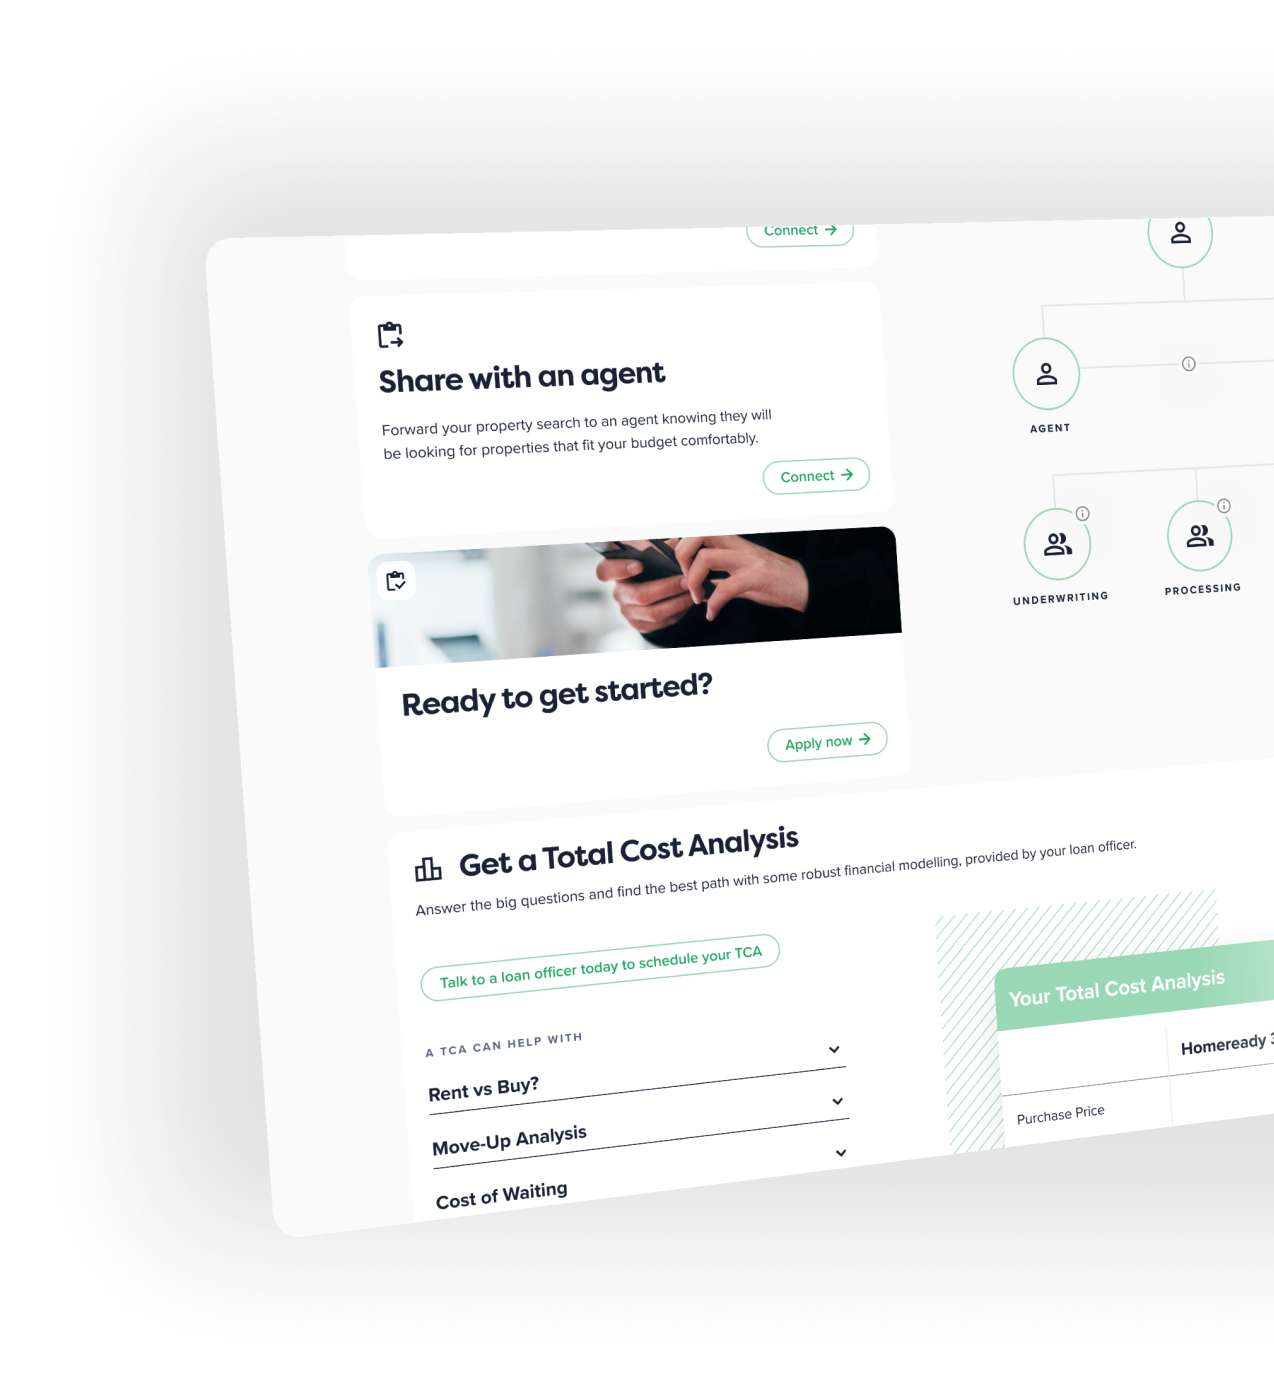 Connect
Share with an agent
Forward your property search to an agent knowing they will
be looking for properties that fit your budget comfortably.
Connect
AGENT
UNDERWRITING
PROCESSING
Ready to get started?
Apply now
Get a Total Cost Analysis
Answer the big questions and find the best path with some robust financial modelling, provided by your loan officer.
Talk to a loan officer today to schedule your TCA
A TCA CAN HELP WITH
Rent vs Buy?
Move-Up Analysis
Cost of Waiting
Your Total Cost Analysis
Homeready 3
Purchase Price